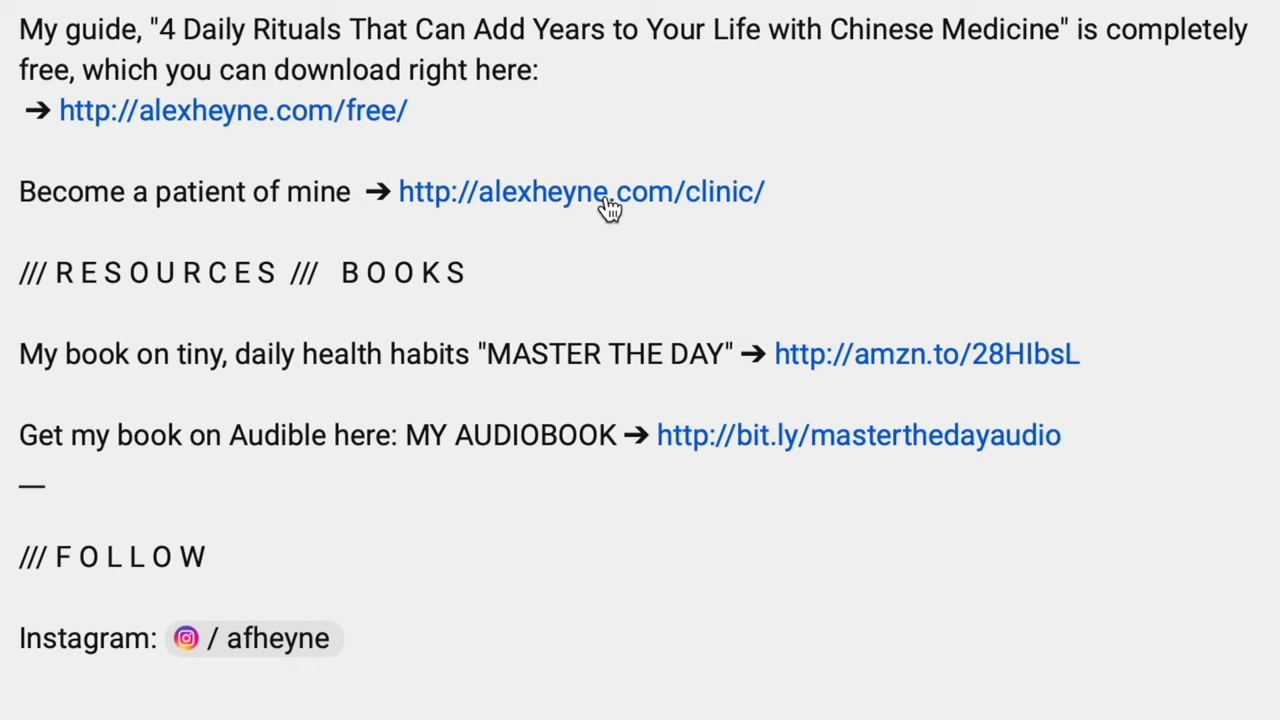 My guide, "4 Daily Rituals That Can Add Years to Your Life with Chinese Medicine" is completely
free, which you can download right here:
➔ http://alexheyne.com/free/
Become a patient of mine ➔ http://alexheyne.com/clinic/
/// R E S O U R C E S /// B O O K S
My book on tiny, daily health habits "MASTER THE DAY" ➔ http://amzn.to/28HIbsL
Get my book on Audible here: MY AUDIOBOOK ➔ http://bit.ly/masterthedayaudio
—
/// F O L L O W
Instagram: / afheyne